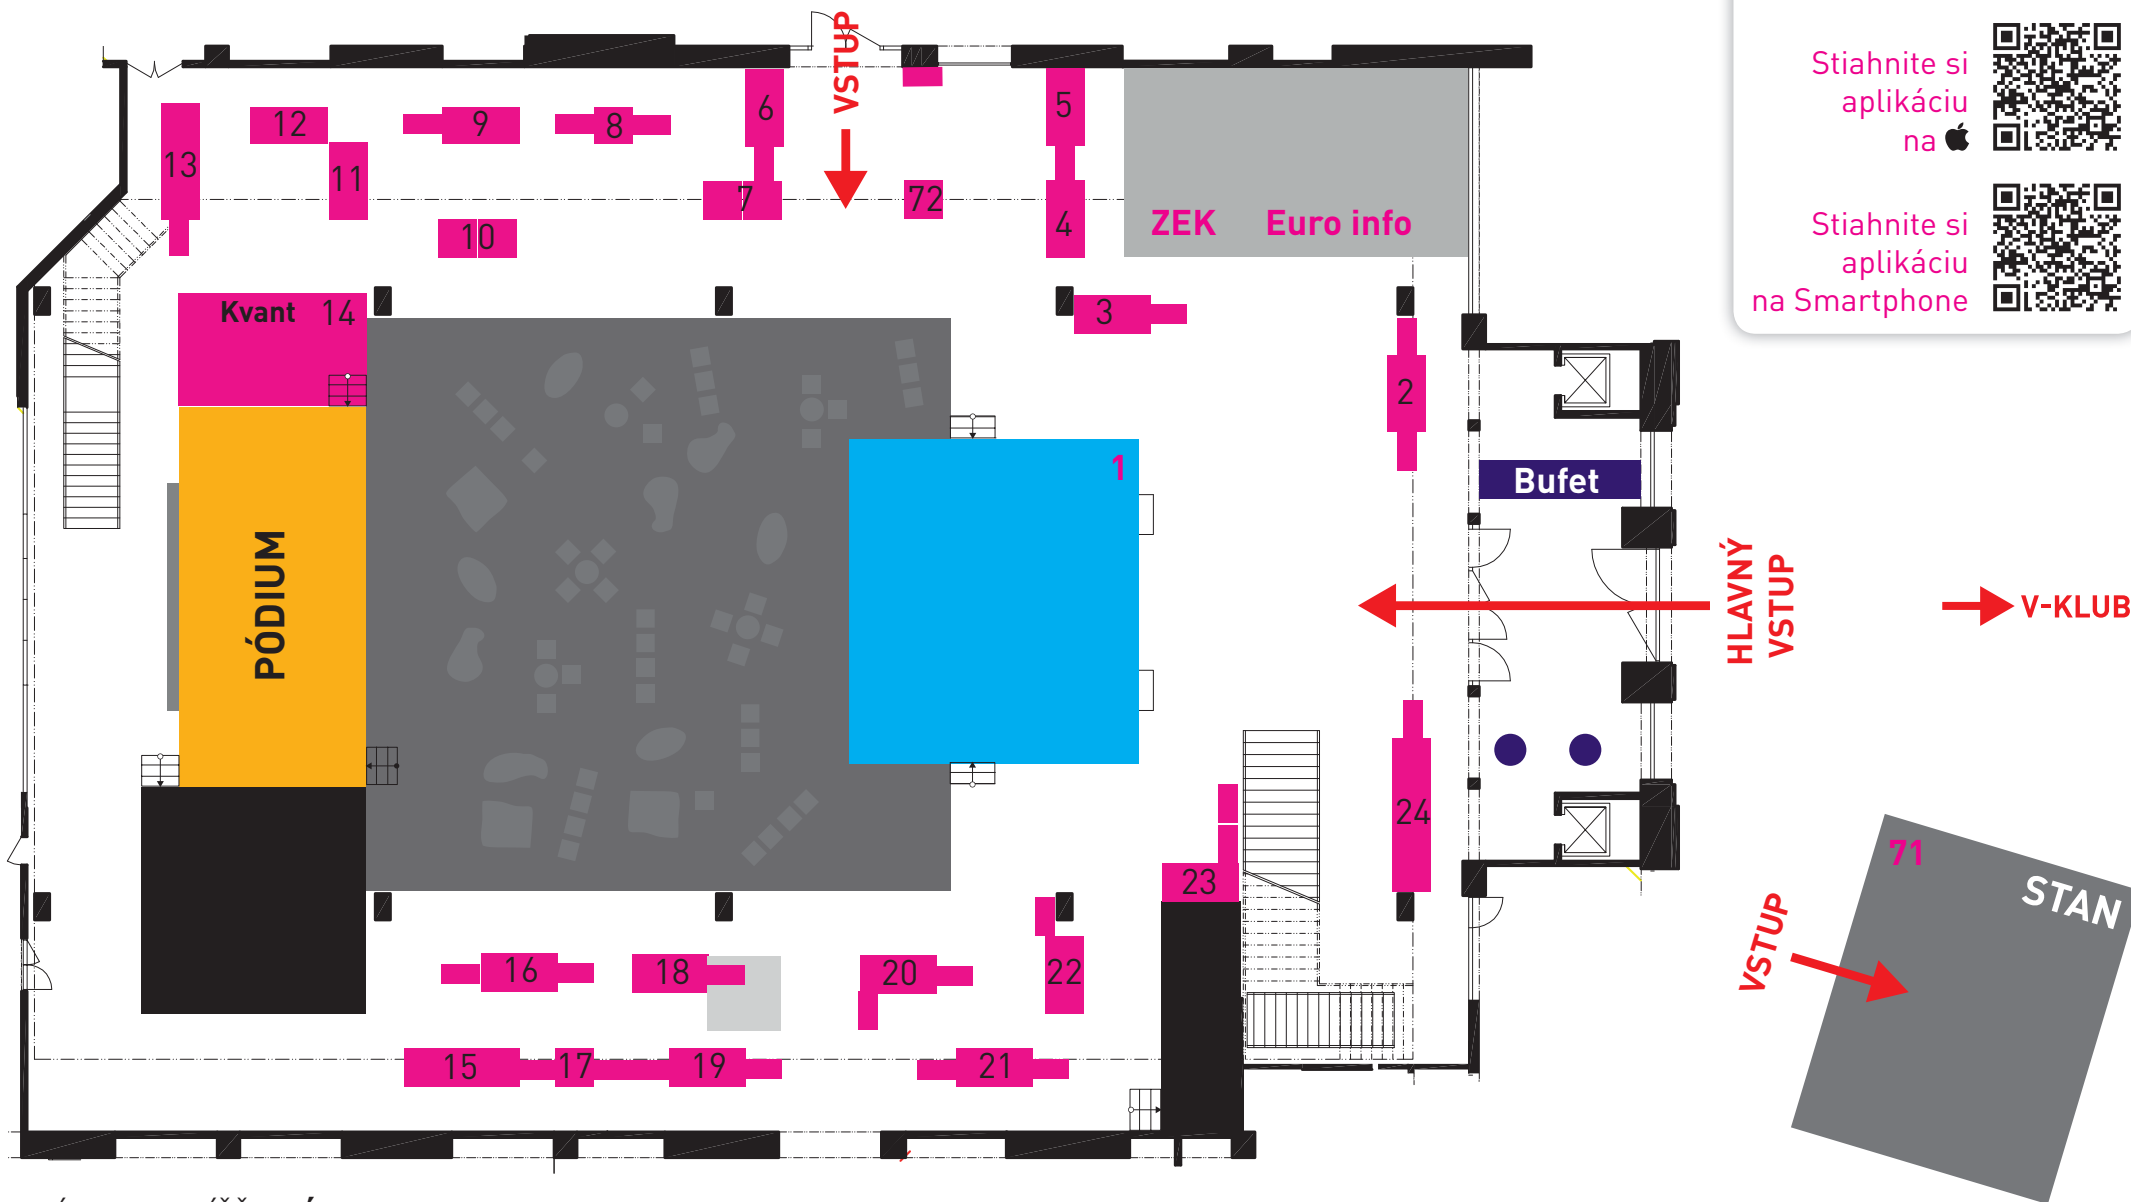 VSTUP
Stiahnite si
aplikáciu
na
Stiahnite si
aplikáciu
na Smartphone
6
5
12
9
8
13
11
7
72
4
10
ZEK Euro info
Kvant 14
3
2
1
Bufet
PÓDIUM
HLAVNÝ
VSTUP
V-KLUB
24
71
STAN
VSTUP
23
16
18
20
22
15
17
19
21